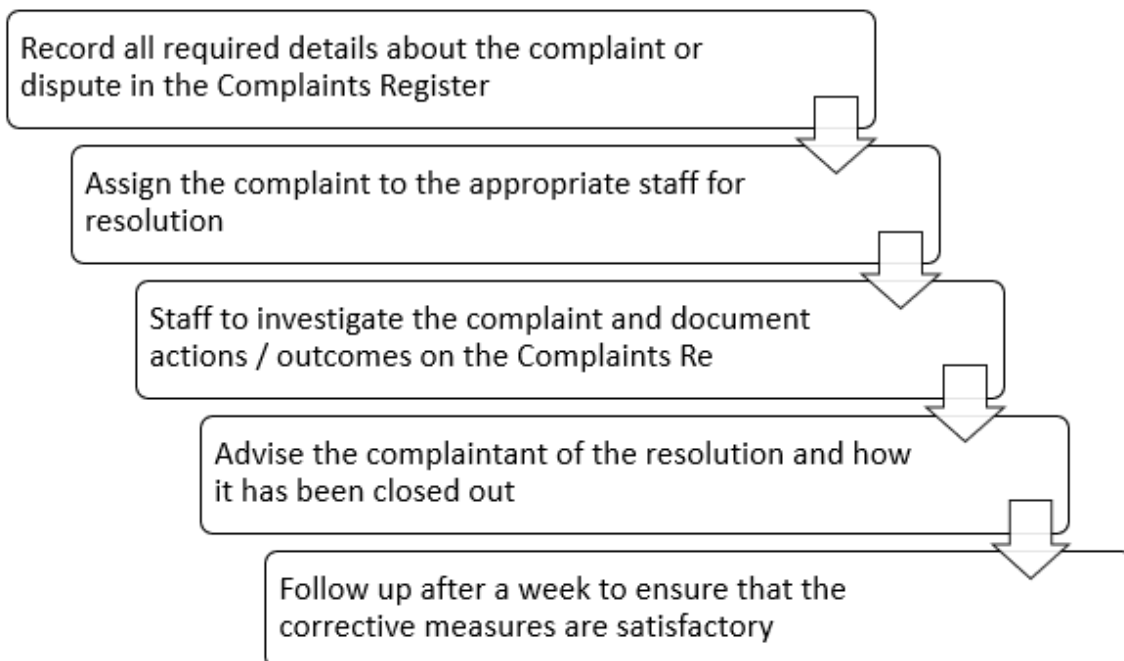 Record all required details about the complaint or
dispute in the Complaints Register
Assign the complaint to the appropriate staff for
resolution
Staff to investigate the complaint and document
actions / outcomes on the Complaints Re
Advise the complaintant of the resolution and how
it has been closed out
Follow up after a week to ensure that the
corrective measures are satisfactory